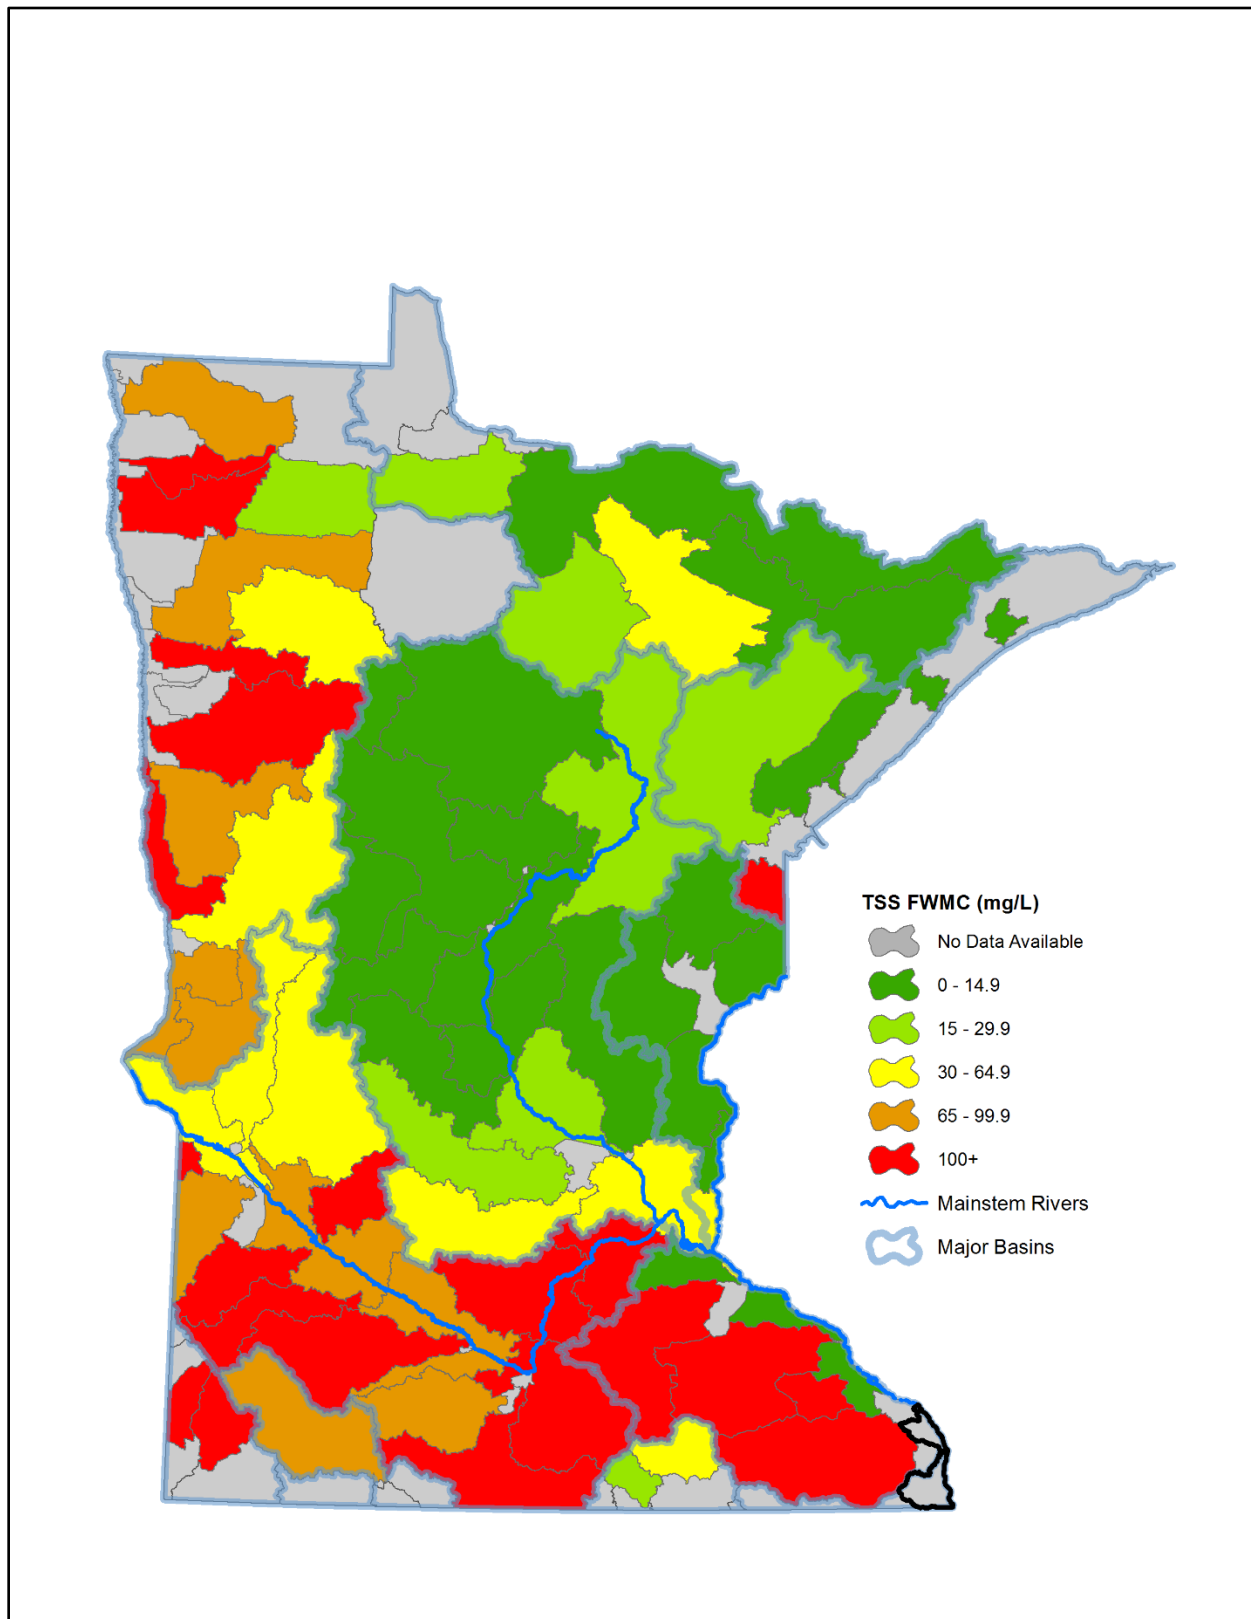 TSS FWMC (mg/L)
No Data Available
0 - 14.9
15 - 29.9
30 - 64.9
65 - 99.9
100+
Mainstem Rivers
Major Basins